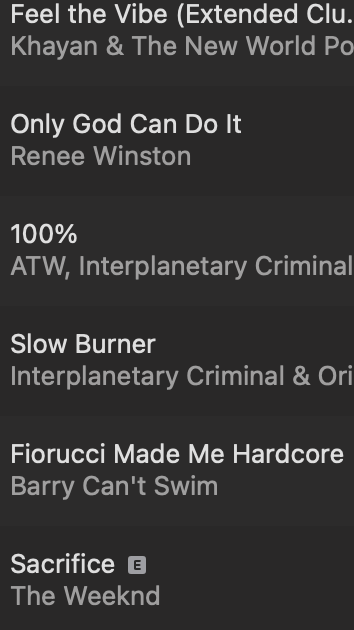 Feel the Vibe (Extended Clu.
Khayan & The New World Po
Only God Can Do It
Renee Winston
100%
ATW, Interplanetary Criminal
Slow Burner
Interplanetary Criminal & Ori
Fiorucci Made Me Hardcore
Barry Can't Swim
Sacrifice E
The Weeknd